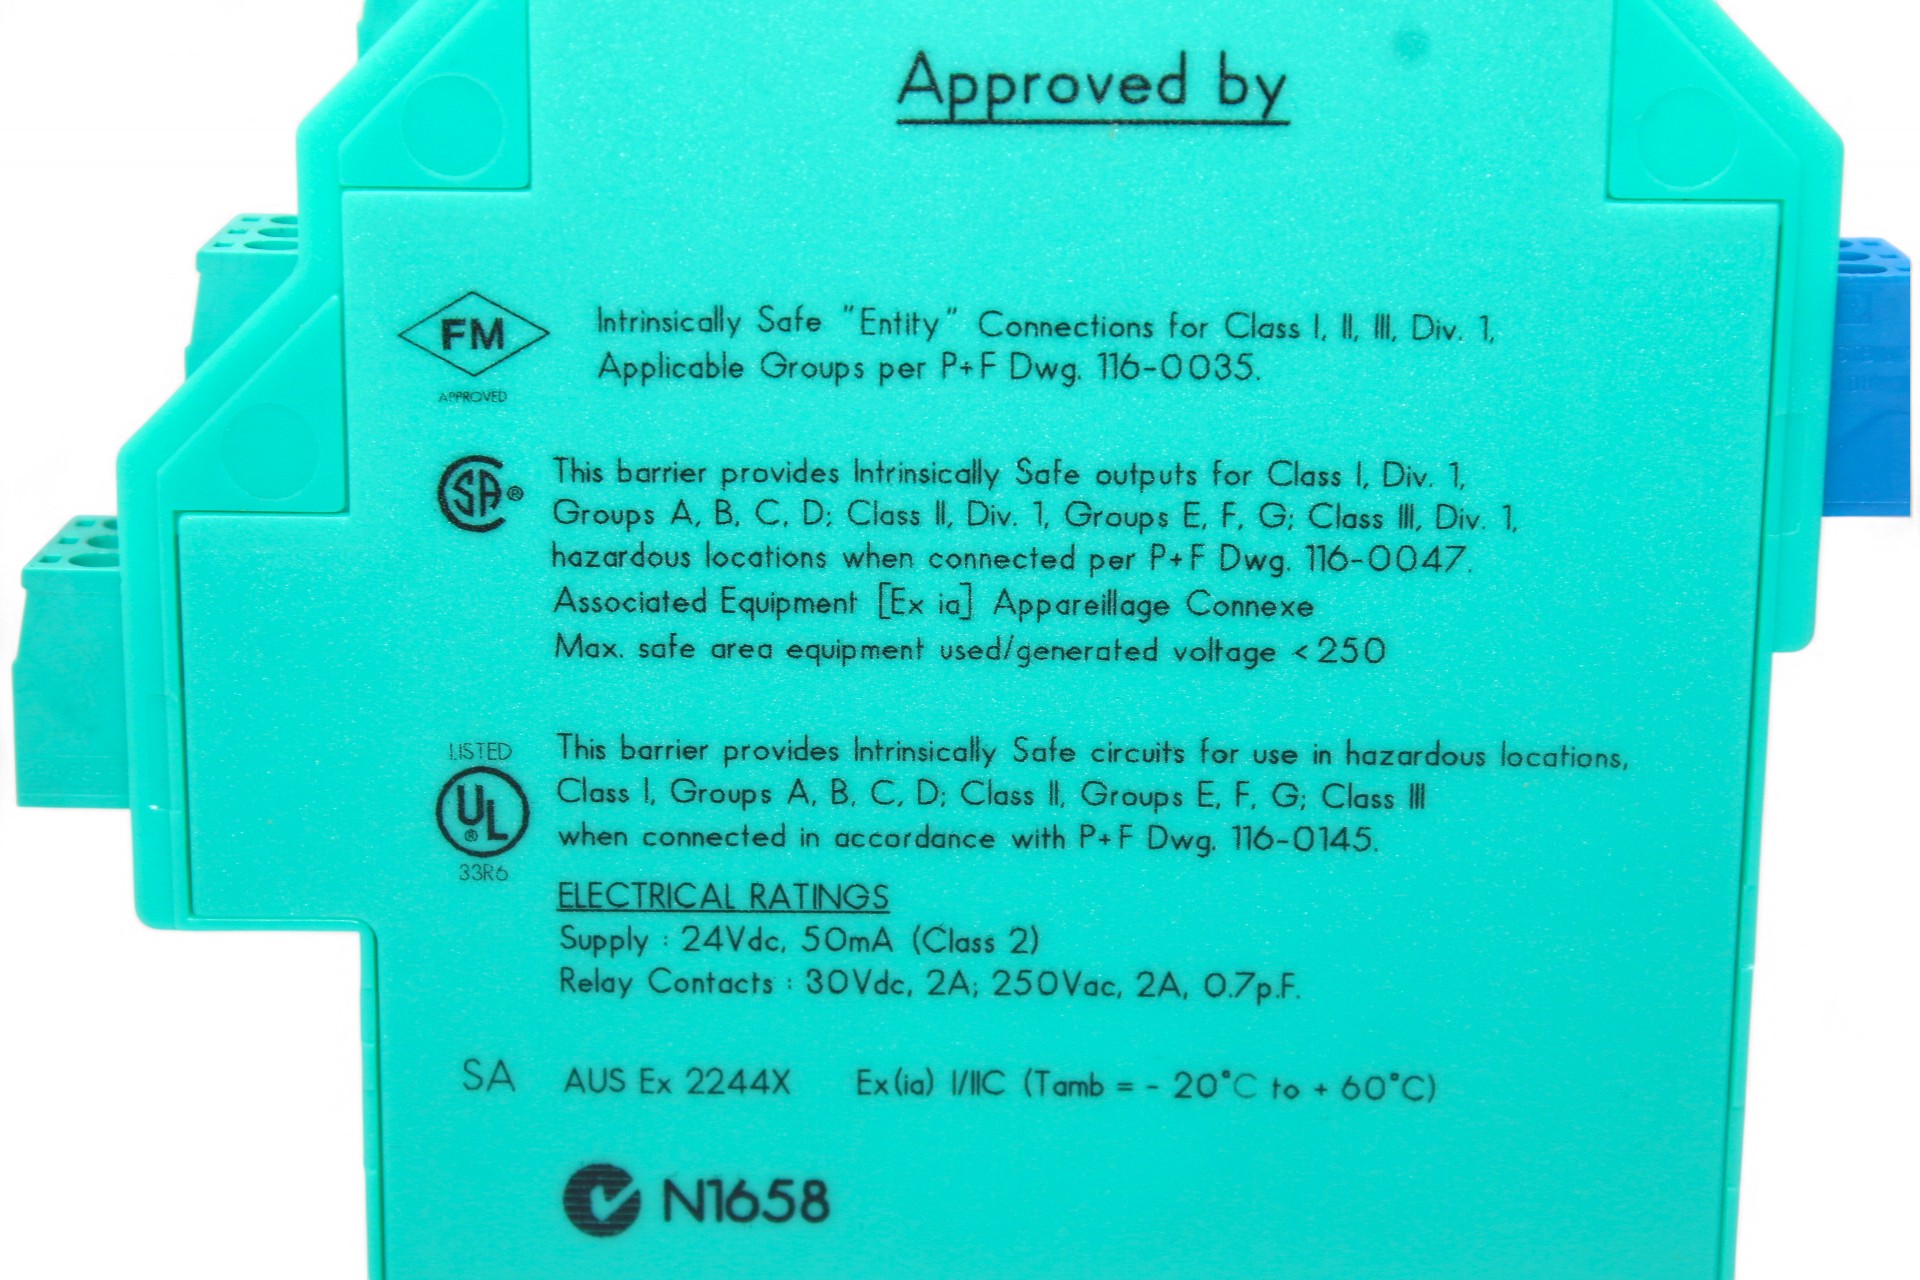 Approved by
FM
APPROVED
Intrinsically Safe "Entity" Connections for Class I, II, III, Div. 1,
Applicable Groups per P+F Dwg. 116-0035.
SA ®
This barrier provides Intrinsically Safe outputs for Class I, Div. 1,
Groups A, B, C, D; Class II, Div. 1, Groups E, F, G; Class III, Div. 1,
hazardous locations when connected per P+F Dwg. 116-0047.
Associated Equipment [Ex ia] Appareillage Connexe
Max. safe area equipment used/generated voltage <250
LISTED
UL
®
33R6
This barrier provides Intrinsically Safe circuits for use in hazardous locations,
Class I, Groups A, B, C, D; Class II, Groups E, F, G; Class III
when connected in accordance with P+F Dwg. 116-0145.
ELECTRICAL RATINGS
Supply : 24Vdc, 50mA (Class 2)
Relay Contacts : 30Vdc, 2A; 250Vac, 2A, 0.7p.F.
SA AUS Ex 2244X Ex(ia) I/IIC (Tamb = - 20°C to + 60°C)
N1658